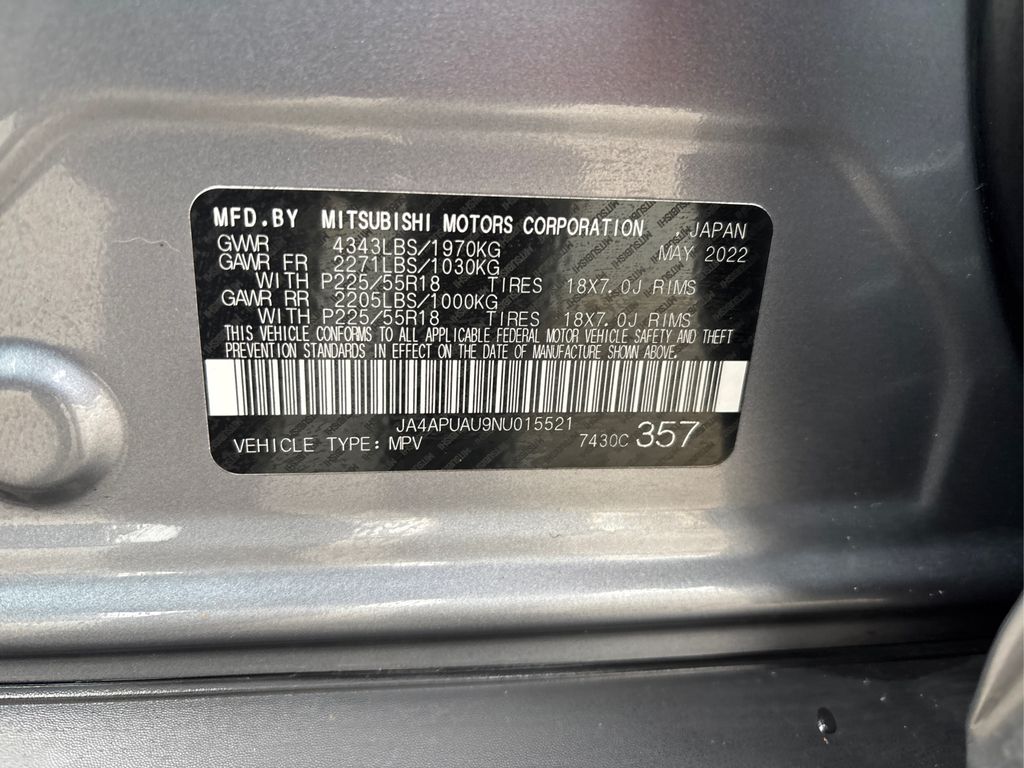 MFD.BY MITSUBISHI MOTORS CORPORATION , JAPAN
GVWR 4343LBS/1970KG MAY 2022
GAWR FR 2271LBS/1030KG
WITH P225/55R18 TIRES 18X7.0J RIMS
GAWR RR 2205LBS/1000KG
WITH P225/55R18 TIRES 18X7.0J RIMS
THIS VEHICLE CONFORMS TO ALL APPLICABLE FEDERAL MOTOR VEHICLE SAFETY AND THEFT
PREVENTION STANDARDS IN EFFECT ON THE DATE OF MANUFACTURE SHOWN ABOVE.
JA4APUAU9NU015521
VEHICLE TYPE: MPV 7430C 357